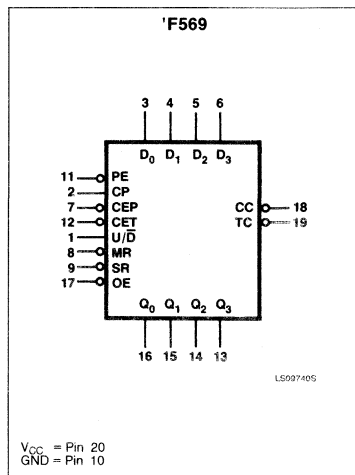 'F569
3 4 5 6
D0 D1 D2 D3
11 PE
2 CP
7 CEP
12 CET
1 U/D̅
8 MR
9 SR
17 OE
CC 18
TC 19
Q0 Q1 Q2 Q3
16 15 14 13
LS09740S
VCC = Pin 20
GND = Pin 10